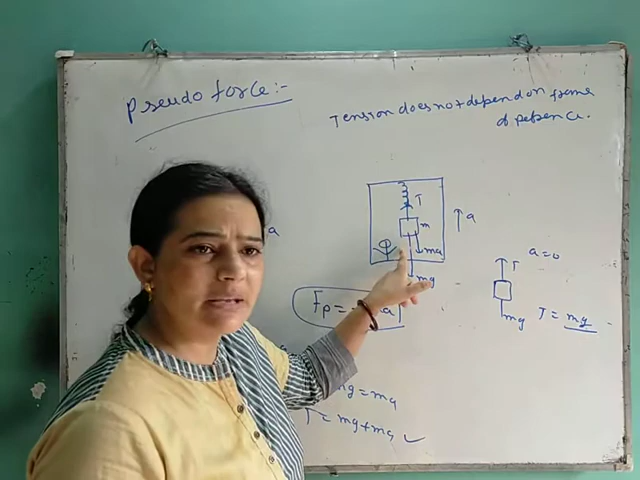 Pseudo force:-
Tension does not depend on frame
of reference.
a
T
m
ma
↑a
mg
T
a=0
mg
T = mg
Fp = - ma
mg = ma
T = mg + ma ✓